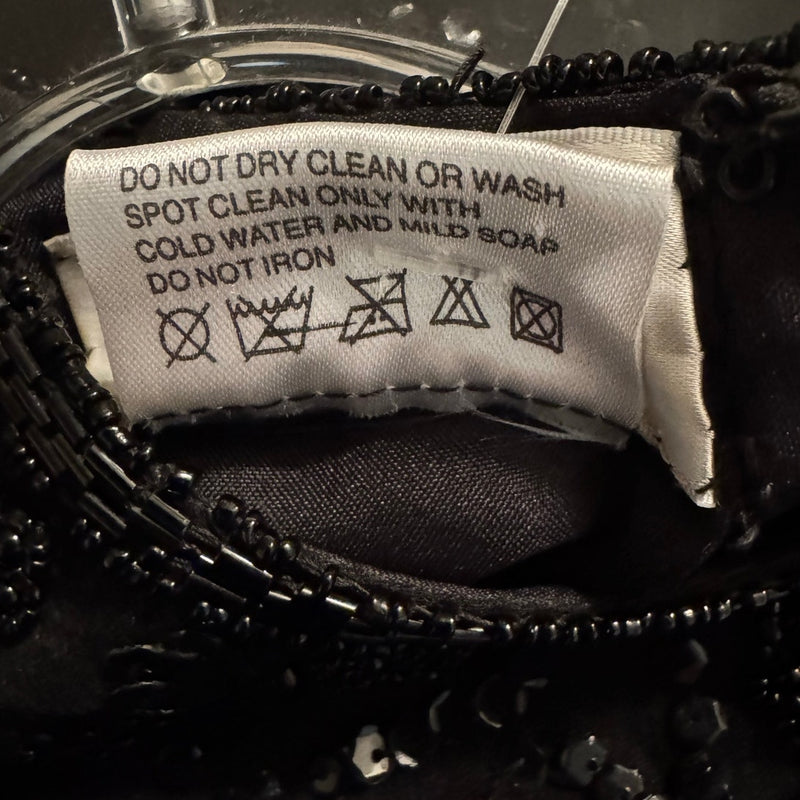 DO NOT DRY CLEAN OR WASH
SPOT CLEAN ONLY WITH
COLD WATER AND MILD SOAP
DO NOT IRON